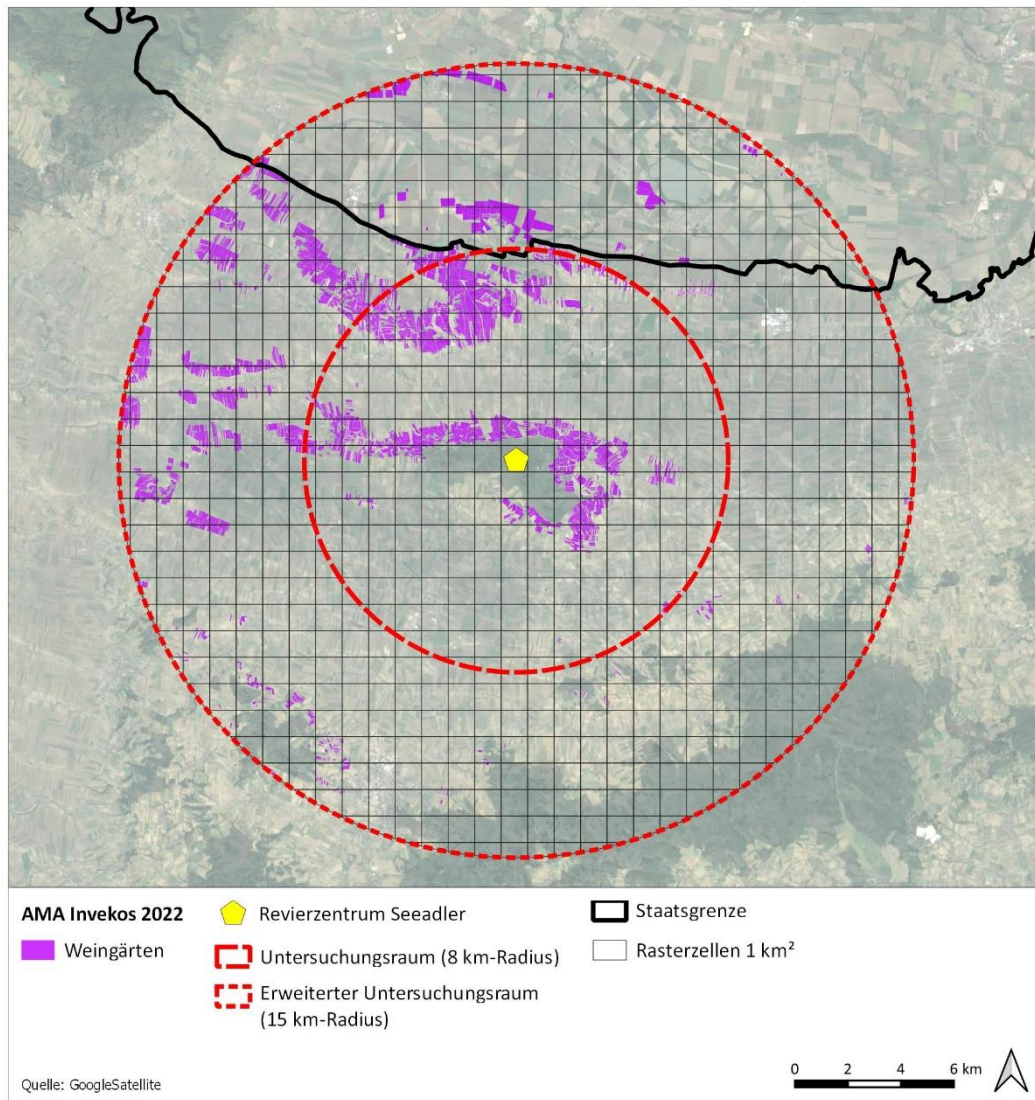 AMA Invekos 2022
Weingärten
Revierzentrum Seeadler
Untersuchungsraum (8 km-Radius)
Erweiterter Untersuchungsraum
(15 km-Radius)
Staatsgrenze
Rasterzellen 1 km²
Quelle: GoogleSatellite
0 2 4 6 km